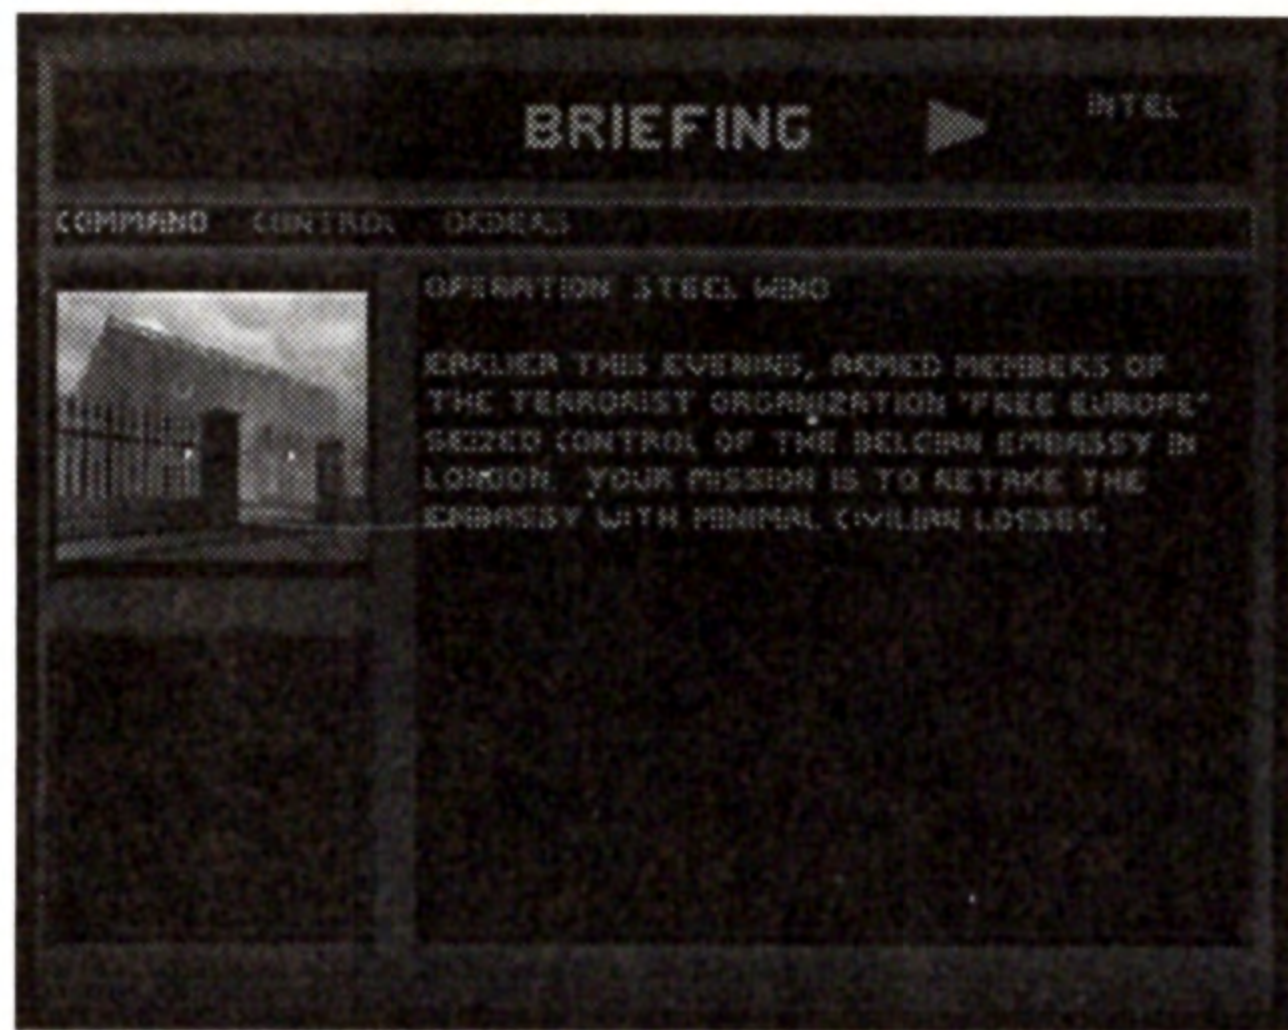 BRIEFING
INTEL
COMMAND CONTROL ORDERS
OPERATION STEEL WIND
EARLIER THIS EVENING, ARMED MEMBERS OF
THE TERRORIST ORGANIZATION "FREE EUROPE"
SEIZED CONTROL OF THE BELGIAN EMBASSY IN
LONDON. YOUR MISSION IS TO RETAKE THE
EMBASSY WITH MINIMAL CIVILIAN LOSSES.